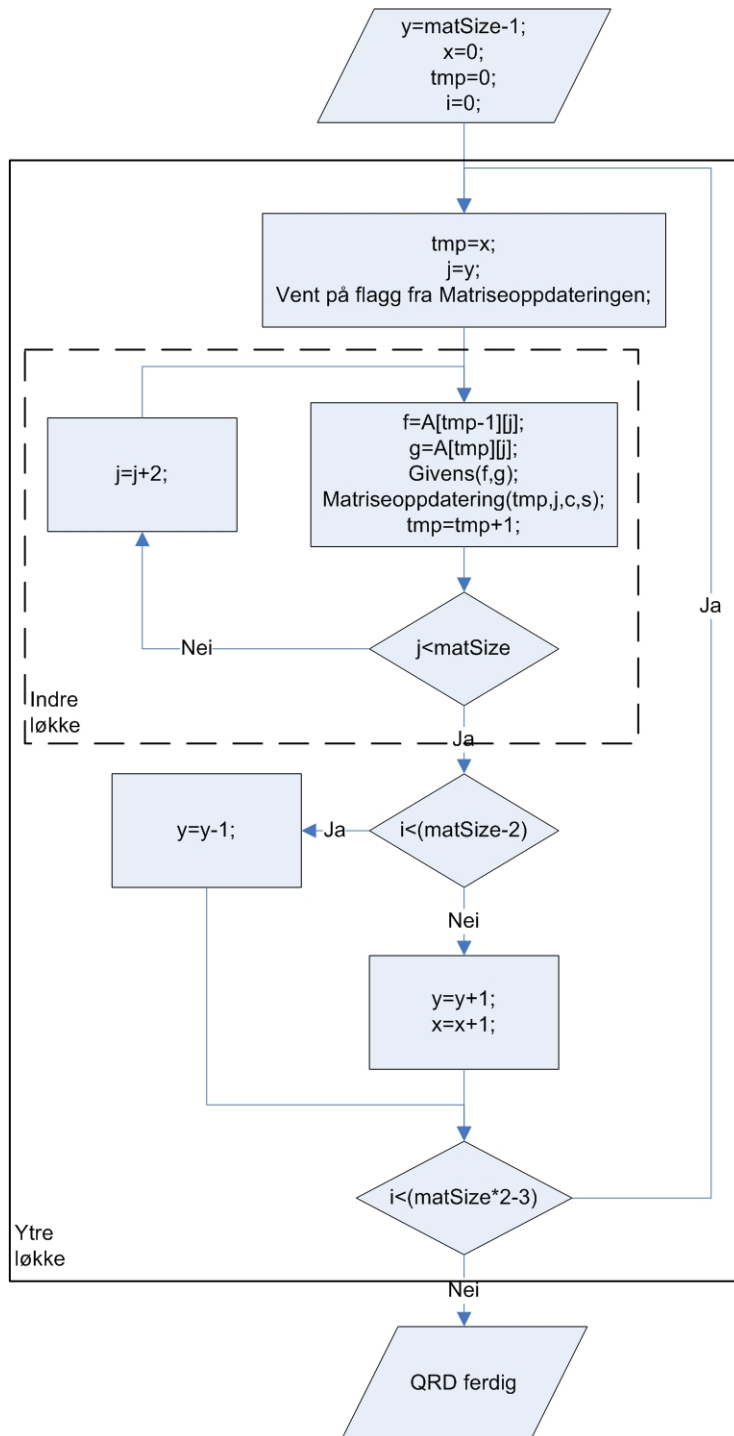 y=matSize-1;
x=0;
tmp=0;
i=0;
tmp=x;
j=y;
Vent på flagg fra Matriseoppdateringen;
f=A[tmp-1][j];
g=A[tmp][j];
Givens(f,g);
Matriseoppdatering(tmp,j,c,s);
tmp=tmp+1;
j=j+2;
Ja
Nei
j<matSize
Indre
løkke
Ja
y=y-1;
Ja
i<(matSize-2)
Nei
y=y+1;
x=x+1;
i<(matSize*2-3)
Ytre
løkke
Nei
QRD ferdig